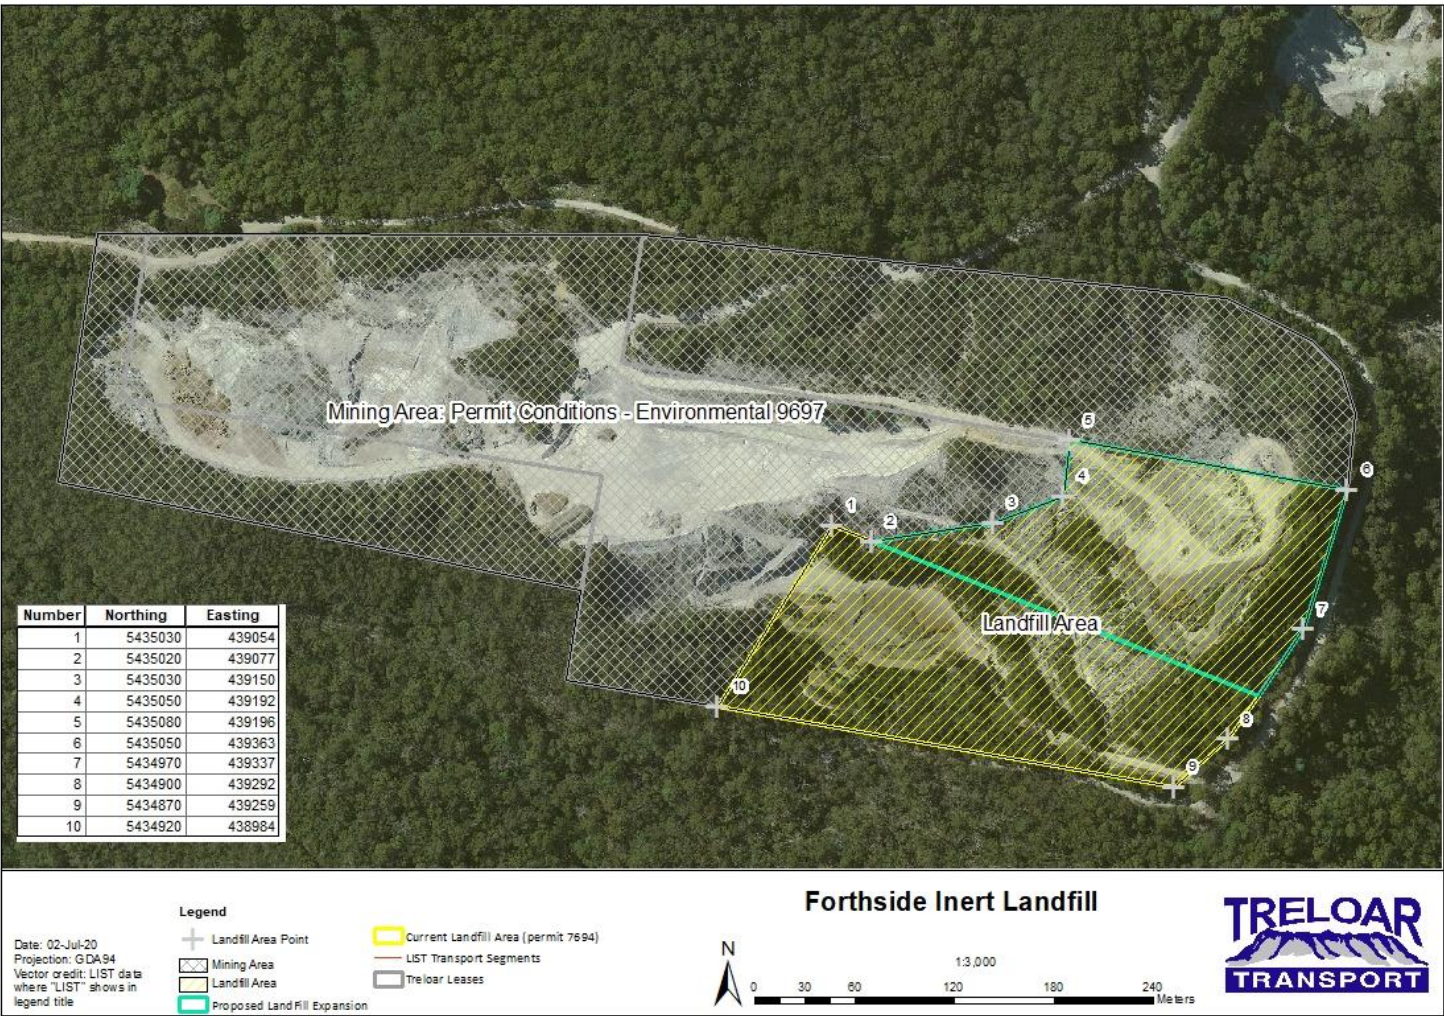 Mining Area: Permit Conditions - Environmental 9697
5
6
4
3
1
2
7
Landfill Area
10
8
9
Number Northing Easting
1 5435030 439054
2 5435020 439077
3 5435030 439150
4 5435050 439192
5 5435080 439196
6 5435050 439363
7 5434970 439337
8 5434900 439292
9 5434870 439259
10 5434920 438984
Date: 02-Jul-20
Projection: GDA94
Vector credit: LIST data
where "LIST" shows in
legend title
Legend
Landfill Area Point
Mining Area
Landfill Area
Proposed Land Fill Expansion
Current Landfill Area (permit 7694)
LIST Transport Segments
Treloar Leases
Forthside Inert Landfill
N
1:3,000
0 30 60 120 180 240
Meters
TRELOAR
TRANSPORT